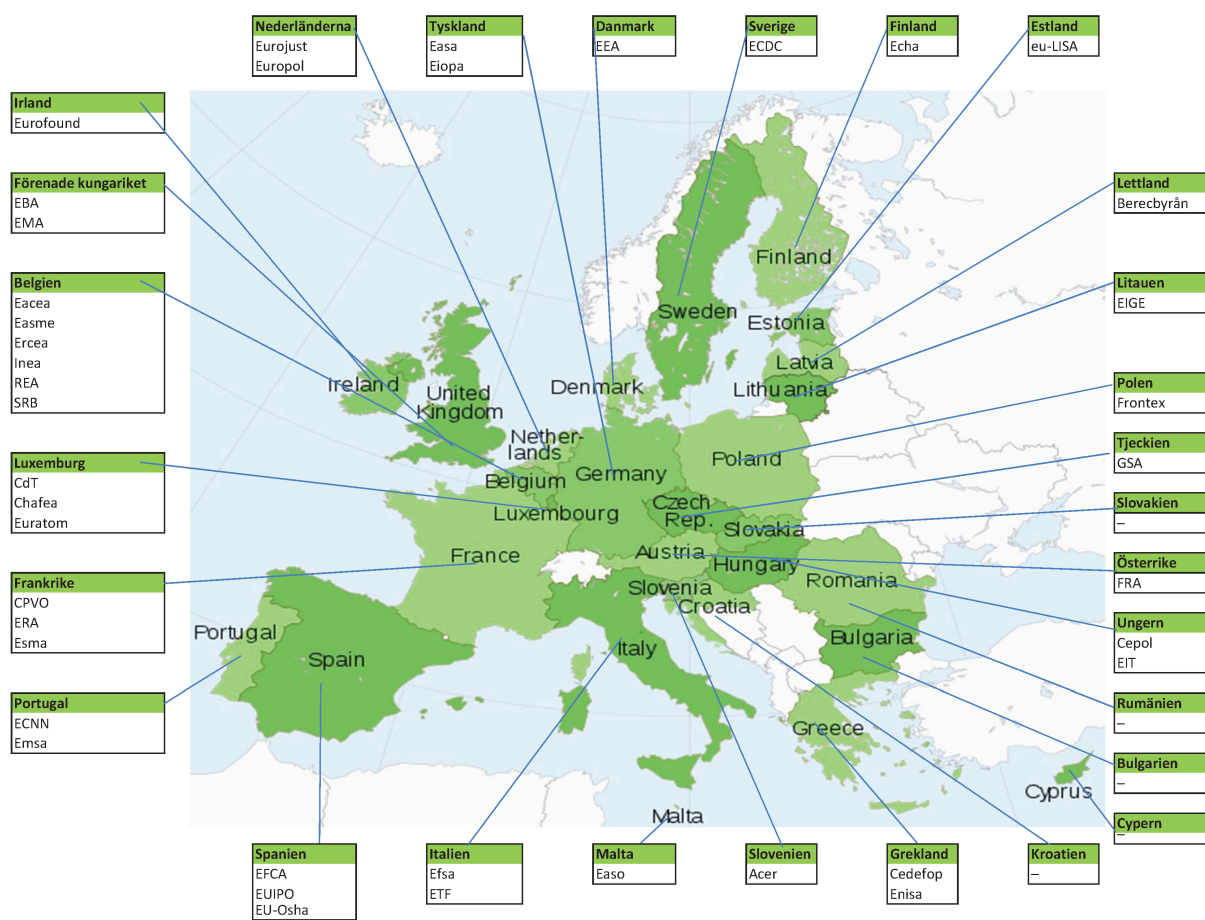 Nederländerna
Eurojust
Europol
Tyskland
Easa
Eiopa
Danmark
EEA
Sverige
ECDC
Finland
Echa
Estland
eu-LISA
Irland
Eurofound
Förenade kungariket
EBA
EMA
Belgien
Eacea
Easme
Ercea
Inea
REA
SRB
Luxemburg
CdT
Chafea
Euratom
Frankrike
CPVO
ERA
Esma
Portugal
ECNN
Emsa
Finland
Sweden
Estonia
Latvia
Lithuania
Denmark
Ireland
United
Kingdom
Nether-
lands
Belgium
Germany
Poland
Luxembourg
Czech
Rep.
Slovakia
France
Austria
Hungary
Slovenia
Romania
Croatia
Portugal
Spain
Italy
Bulgaria
Greece
Cyprus
Malta
Lettland
Berecbyrån
Litauen
EIGE
Polen
Frontex
Tjeckien
GSA
Slovakien
–
Österrike
FRA
Ungern
Cepol
EIT
Rumänien
–
Bulgarien
–
Cypern
–
Spanien
EFCA
EUIPO
EU-Osha
Italien
Efsa
ETF
Malta
Easo
Slovenien
Acer
Grekland
Cedefop
Enisa
Kroatien
–